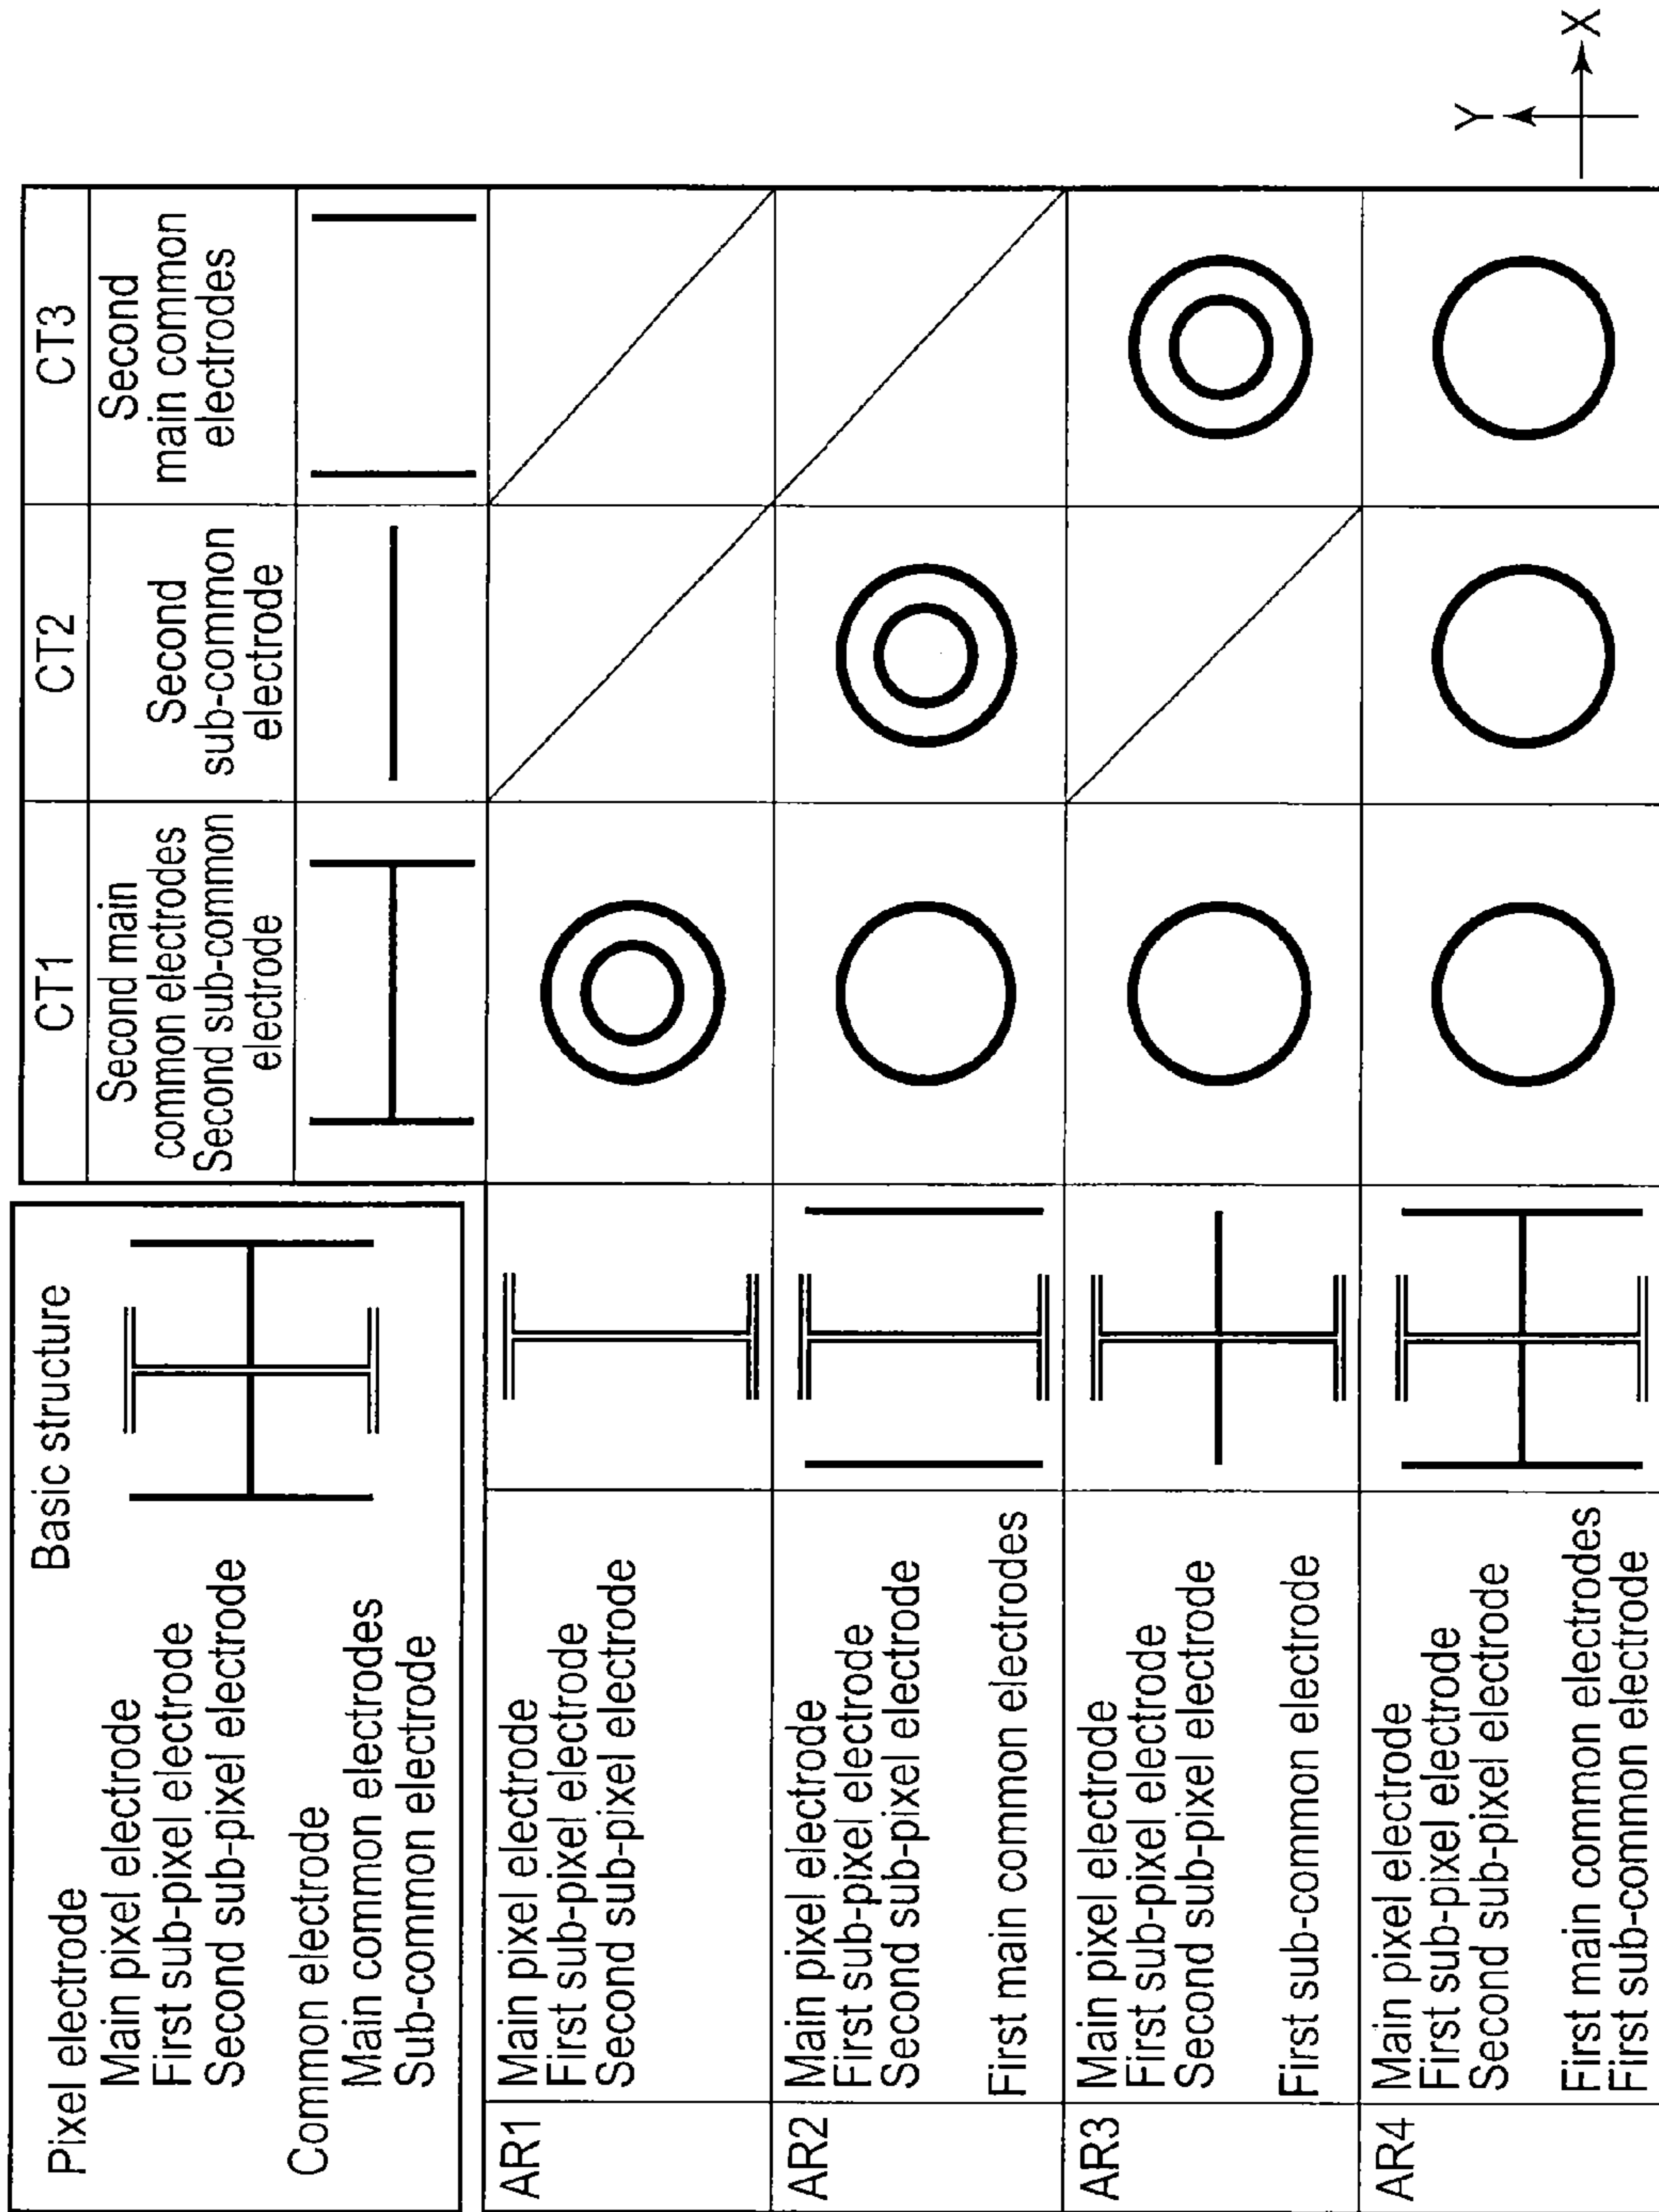 Basic structure
Pixel electrode
Main pixel electrode
First sub-pixel electrode
Second sub-pixel electrode
Common electrode
Main common electrodes
Sub-common electrode
CT1
CT2
CT3
Second main
common electrodes
Second sub-common
electrode
Second
sub-common
electrode
Second
main common
electrodes
AR1
Main pixel electrode
First sub-pixel electrode
Second sub-pixel electrode
AR2
Main pixel electrode
First sub-pixel electrode
Second sub-pixel electrode
First main common electrodes
AR3
Main pixel electrode
First sub-pixel electrode
Second sub-pixel electrode
First sub-common electrode
AR4
Main pixel electrode
First sub-pixel electrode
Second sub-pixel electrode
First main common electrodes
First sub-common electrode
Y
X